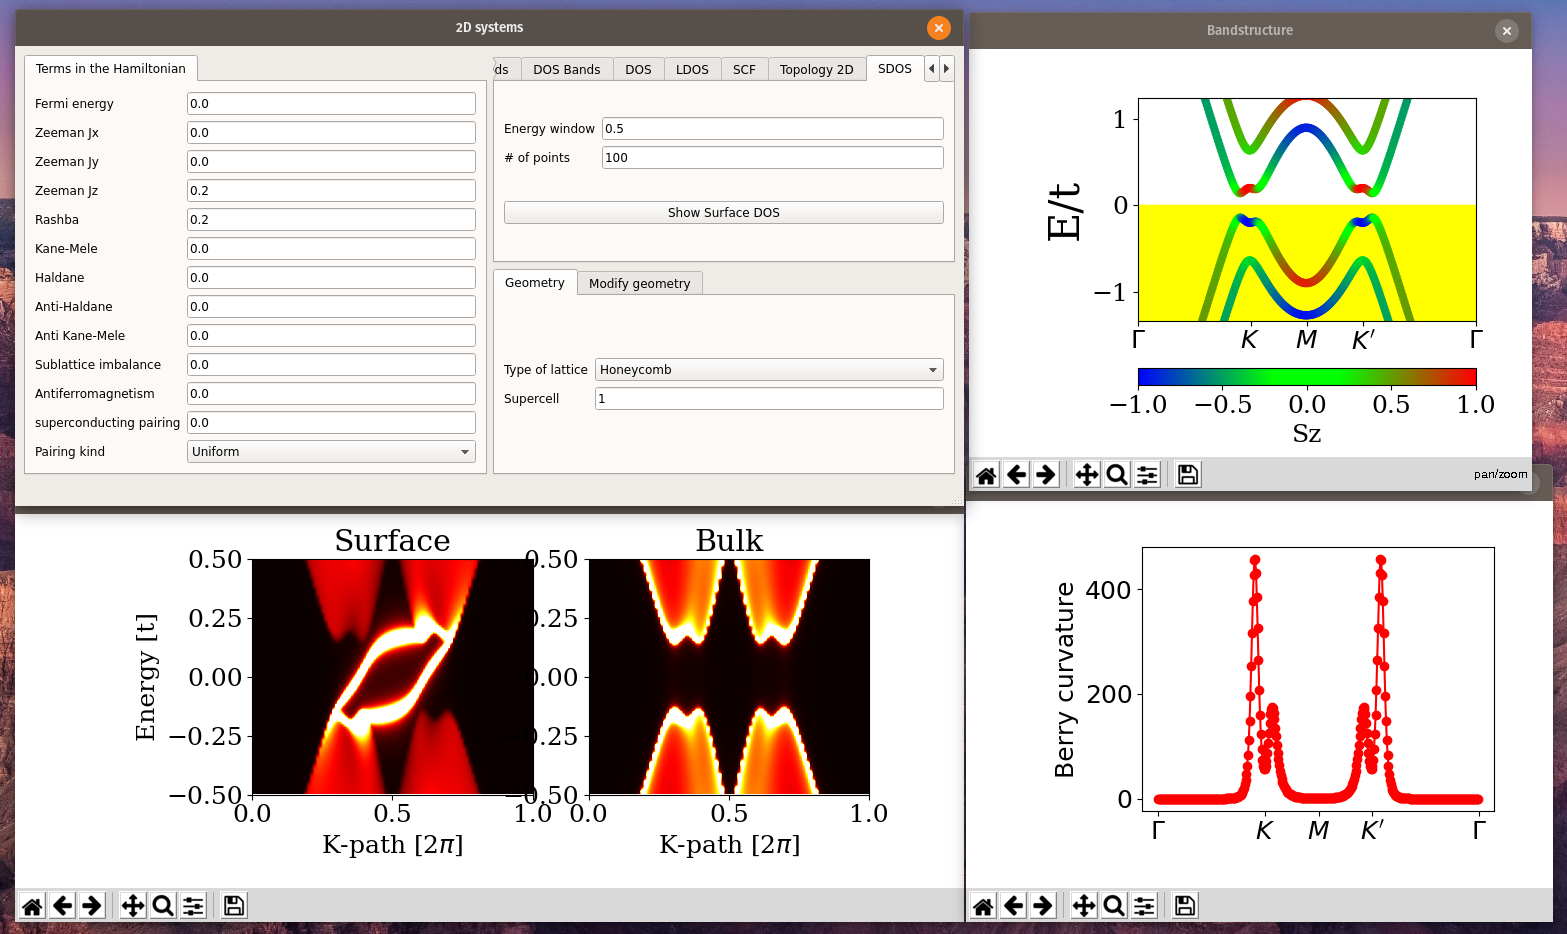 2D systems
Terms in the Hamiltonian
Fermi energy 0.0
Zeeman Jx 0.0
Zeeman Jy 0.0
Zeeman Jz 0.2
Rashba 0.2
Kane-Mele 0.0
Haldane 0.0
Anti-Haldane 0.0
Anti Kane-Mele 0.0
Sublattice imbalance 0.0
Antiferromagnetism 0.0
superconducting pairing 0.0
Pairing kind Uniform
ds DOS Bands DOS LDOS SCF Topology 2D SDOS
Energy window 0.5
# of points 100
Show Surface DOS
Geometry Modify geometry
Type of lattice Honeycomb
Supercell 1
Bandstructure
E/t
1
0
−1
Γ K M K′ Γ
−1.0 −0.5 0.0 0.5 1.0
Sz
pan/zoom
Surface
Energy [t]
0.50
0.25
0.00
−0.25
−0.50
0.0 0.5 1.0
K-path [2π]
Bulk
0.50
0.25
0.00
0.25
0.50
0.0 0.5 1.0
K-path [2π]
Berry curvature
400
200
0
Γ K M K′ Γ